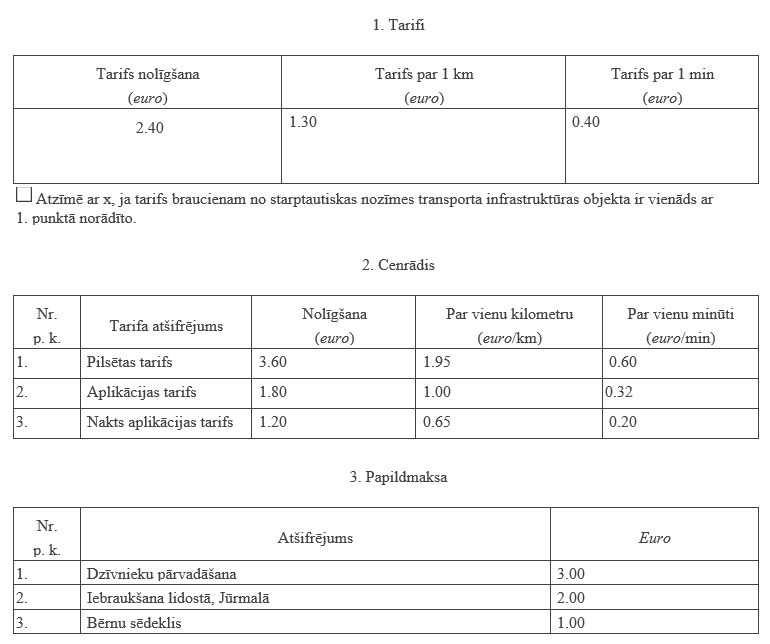 1. Tarifi
Tarifs nolīgšana
(euro)
Tarifs par 1 km
(euro)
Tarifs par 1 min
(euro)
2.40
1.30
0.40
Atzīmē ar x, ja tarifs braucienam no starptautiskas nozīmes transporta infrastruktūras objekta ir vienāds ar
1. punktā norādīto.
2. Cenrādis
Nr.
p. k.
Tarifa atšifrējums
Nolīgšana
(euro)
Par vienu kilometru
(euro/km)
Par vienu minūti
(euro/min)
1.
Pilsētas tarifs
3.60
1.95
0.60
2.
Aplikācijas tarifs
1.80
1.00
0.32
3.
Nakts aplikācijas tarifs
1.20
0.65
0.20
3. Papildmaksa
Nr.
p. k.
Atšifrējums
Euro
1.
Dzīvnieku pārvadāšana
3.00
2.
Iebraukšana lidostā, Jūrmalā
2.00
3.
Bērnu sēdeklis
1.00